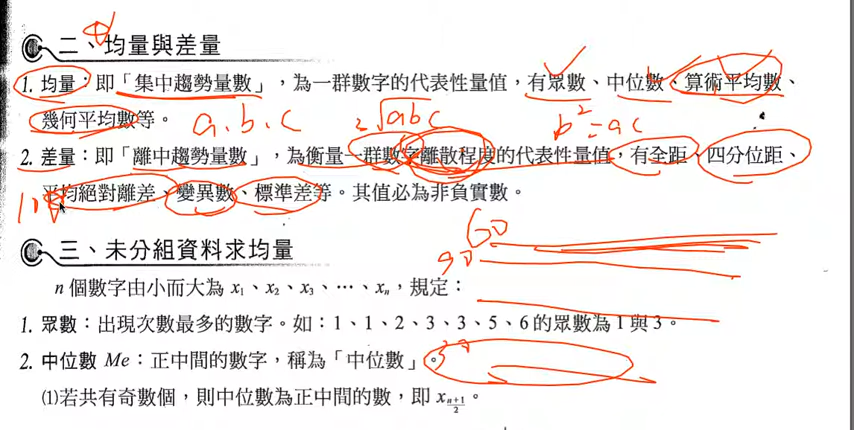 二、均量與差量
1. 均量：即「集中趨勢量數」，為一群數字的代表性量值，有眾數、中位數、算術平均數、
幾何平均數等。
a. b. c √abc b²=ac
2. 差量：即「離中趨勢量數」，為衡量一群數字離散程度的代表性量值，有全距、四分位距、
平均絕對離差、變異數、標準差等。其值必為非負實數。
60
90
三、未分組資料求均量
n 個數字由小而大為 x₁、x₂、x₃、…、xₙ，規定：
1. 眾數：出現次數最多的數字。如：1、1、2、3、3、5、6 的眾數為 1 與 3。
2. 中位數 Me：正中間的數字，稱為「中位數」。
⑴若共有奇數個，則中位數為正中間的數，即 x_{(n+1)/2}。